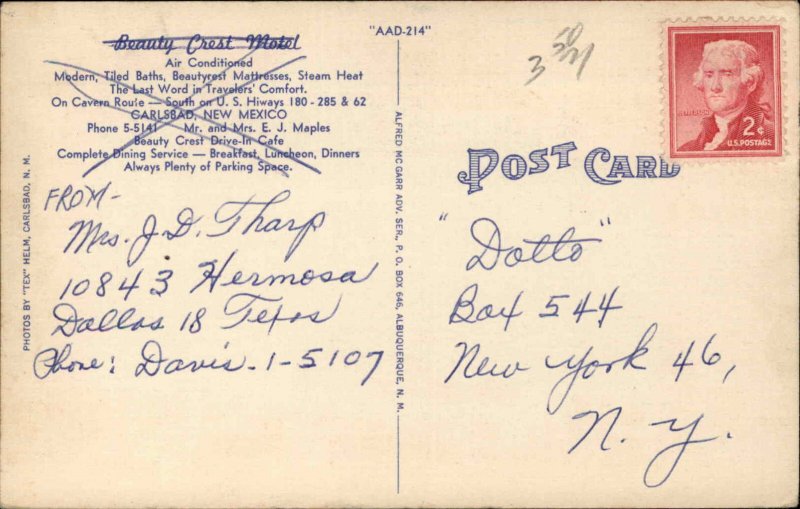 "AAD-214"
Beauty Crest Motel
Air Conditioned
Modern, Tiled Baths, Beautyrest Mattresses, Steam Heat
The Last Word in Travelers' Comfort.
On Cavern Route — South on U. S. Hiways 180 - 285 & 62
CARLSBAD, NEW MEXICO
Phone 5-5141 - Mr. and Mrs. E. J. Maples
Beauty Crest Drive-In Cafe
Complete Dining Service — Breakfast, Luncheon, Dinners
Always Plenty of Parking Space.
FROM-
Mrs. J. D. Tharp
10843 Hermosa
Dallas 18 Texas
Phone: Davis-1-5107
PHOTOS BY "TEX" HELM, CARLSBAD, N. M.
ALFRED MC GARR ADV. SER., P. O. BOX 646, ALBUQUERQUE, N. M.
JEFFERSON
2¢
U.S. POSTAGE
POST CARD
"Dotto"
Box 544
New York 46,
N. Y.